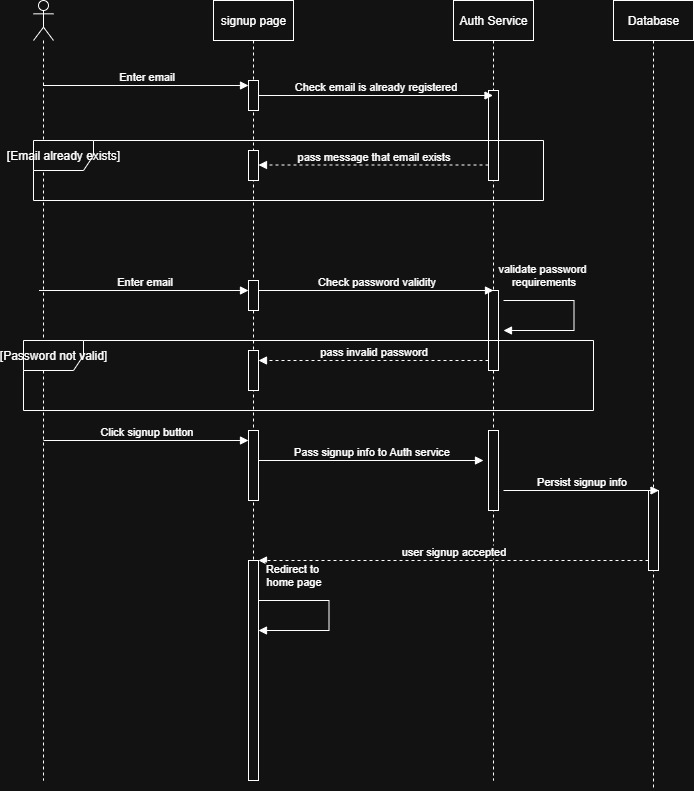 signup page
Auth Service
Database
Enter email
Check email is already registered
[Email already exists]
pass message that email exists
Enter email
Check password validity
validate password
requirements
[Password not valid]
pass invalid password
Click signup button
Pass signup info to Auth service
Persist signup info
user signup accepted
Redirect to
home page